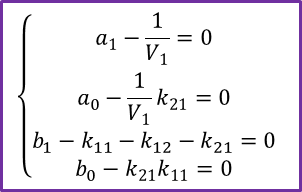 a₁ − 1/V₁ = 0
a₀ − 1/V₁ k₂₁ = 0
b₁ − k₁₁ − k₁₂ − k₂₁ = 0
b₀ − k₂₁k₁₁ = 0